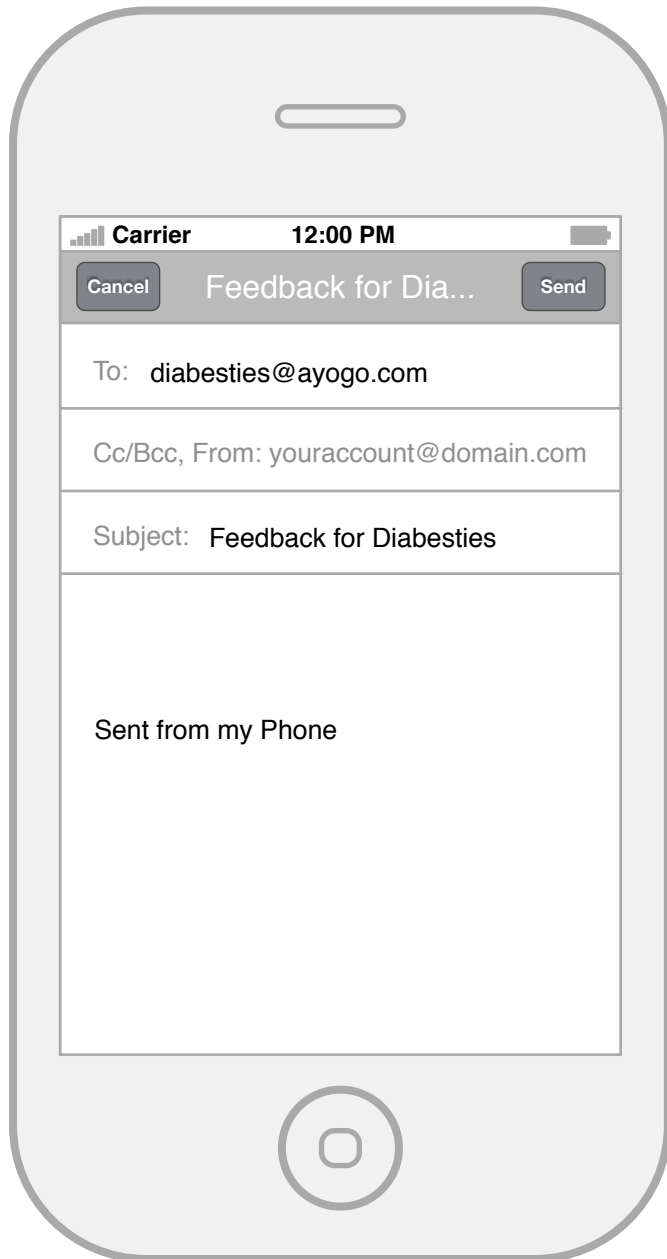 Carrier 12:00 PM
Cancel Feedback for Dia... Send
To: diabesties@ayogo.com
Cc/Bcc, From: youraccount@domain.com
Subject: Feedback for Diabesties
Sent from my Phone